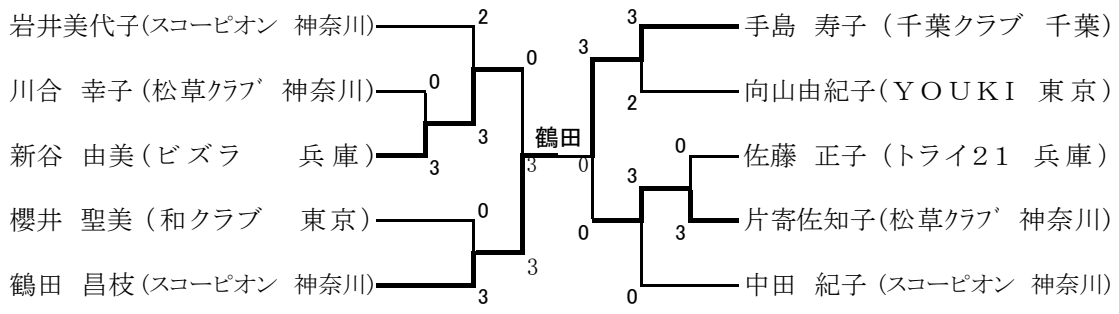 岩井美代子(スコーピオン 神奈川) 2 3 手島 寿子 (千葉クラブ 千葉)
0 3
川合 幸子 (松草クラブ 神奈川) 0 2 向山由紀子(YOUKI 東京)
鶴田
新谷 由美 (ビズラ 兵庫) 3 3 3 0 3 0 佐藤 正子 (トライ21 兵庫)
櫻井 聖美 (和クラブ 東京) 0 0 3 片寄佐知子(松草クラブ 神奈川)
3
鶴田 昌枝 (スコーピオン 神奈川) 3 0 中田 紀子 (スコーピオン 神奈川)